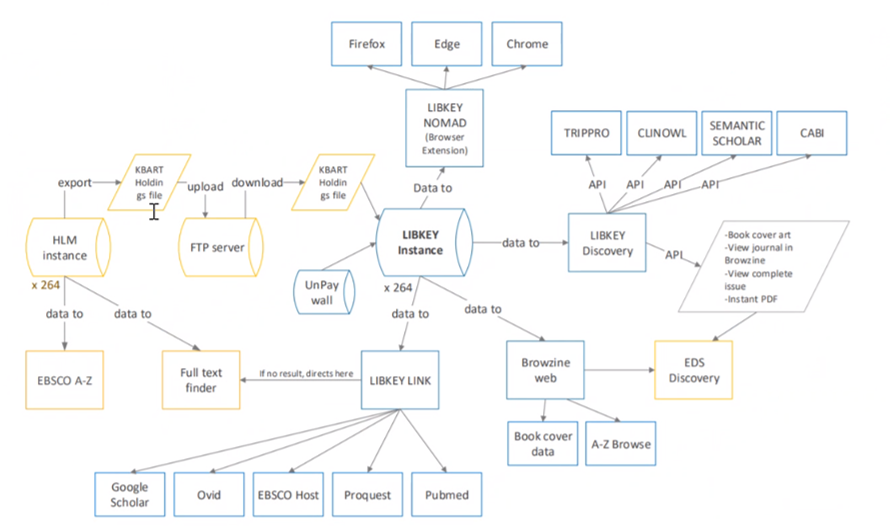 Firefox
Edge
Chrome
LIBKEY
NOMAD
(Browser
Extension)
TRIPPRO
CLINOWL
SEMANTIC
SCHOLAR
CABI
KBART
Holdin
gs file
KBART
Holdin
gs file
export
upload
download
Data to
API
API
API
API
HLM
instance
FTP server
LIBKEY
Instance
data to
LIBKEY
Discovery
API
-Book cover art
-View journal in
Browzine
-View complete
issue
-Instant PDF
UnPay
wall
x 264
x 264
data to
data to
data to
data to
EBSCO A-Z
Full text
finder
If no result, directs here
LIBKEY LINK
Browzine
web
EDS
Discovery
Book cover
data
A-Z Browse
Google
Scholar
Ovid
EBSCO Host
Proquest
Pubmed